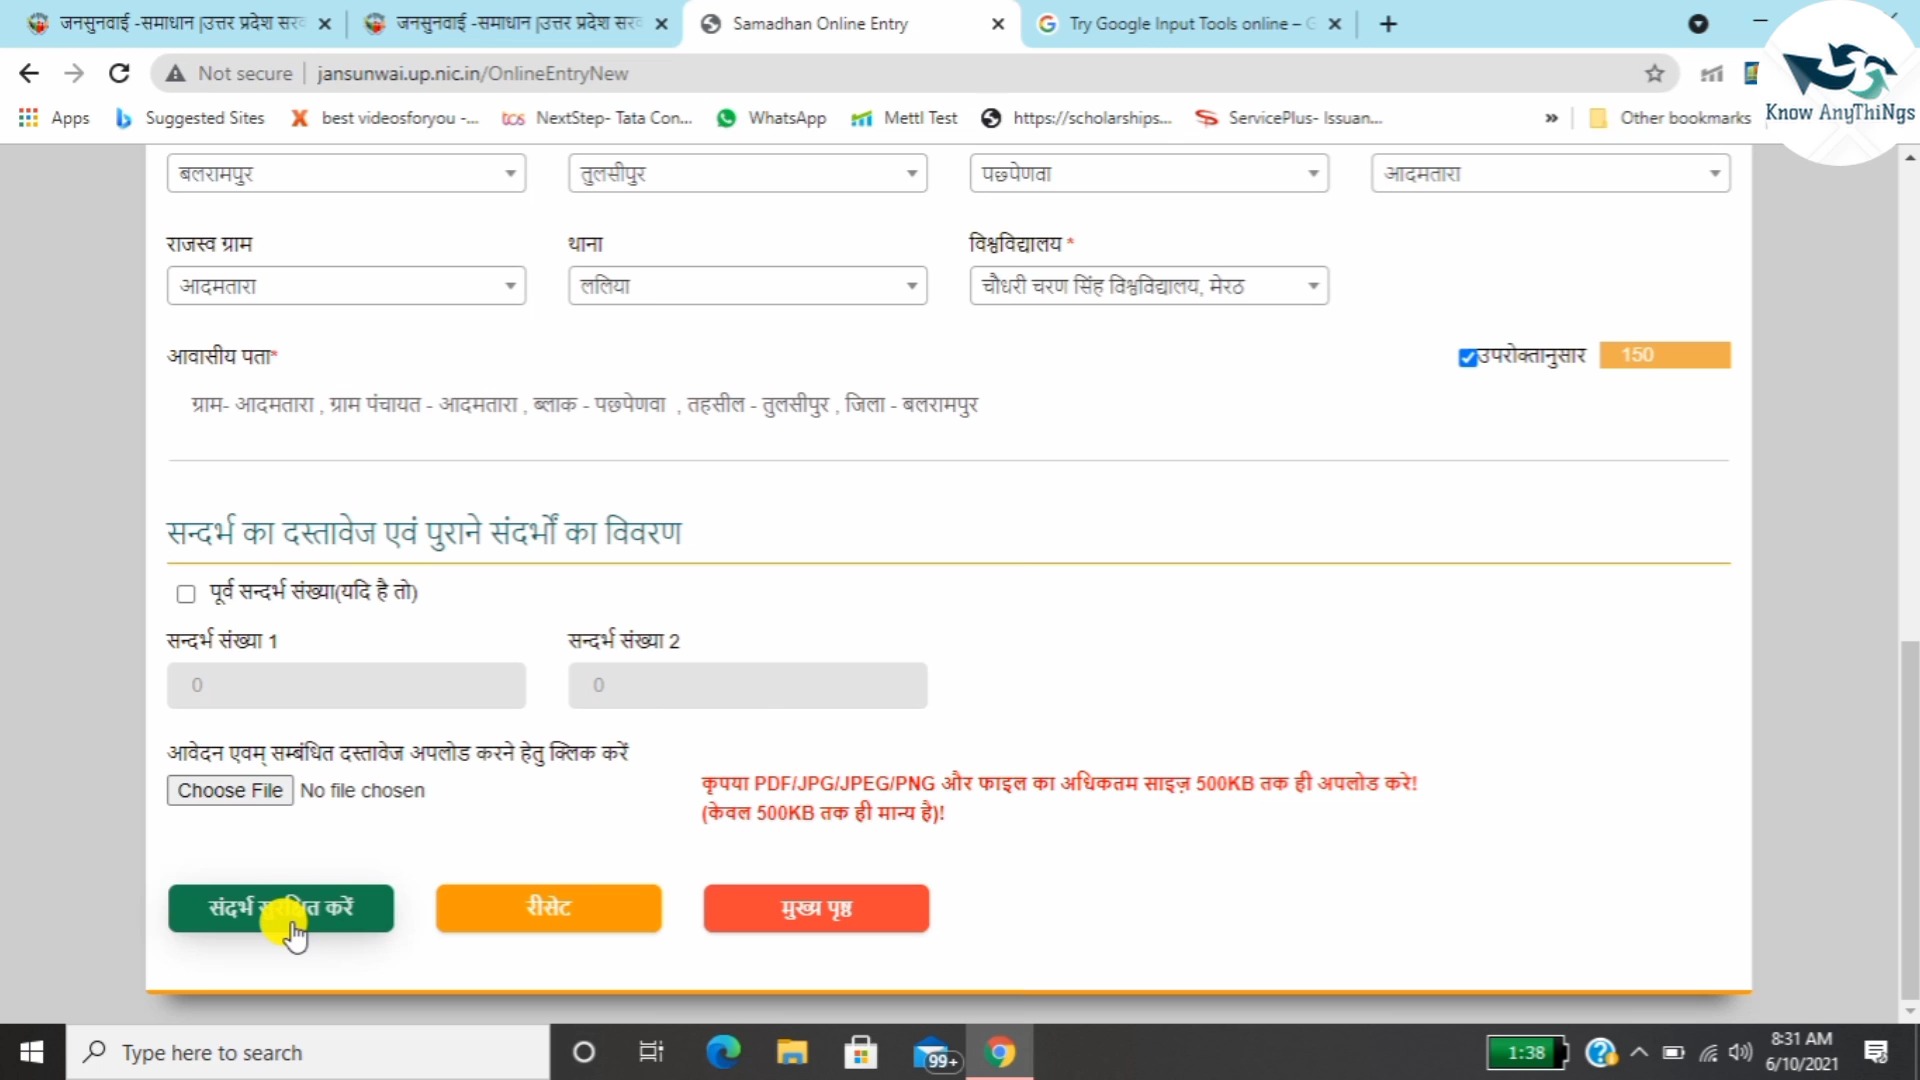 जनसुनवाई -समाधान |उत्तर प्रदेश सर
जनसुनवाई -समाधान |उत्तर प्रदेश सर
Samadhan Online Entry
Try Google Input Tools online – G
Not secure
jansunwai.up.nic.in/OnlineEntryNew
Apps
Suggested Sites
best videosforyou -...
tcs
NextStep- Tata Con...
WhatsApp
Mettl Test
https://scholarships...
ServicePlus- Issuan...
»
Other bookmarks
Know AnyThiNgs
बलरामपुर
तुलसीपुर
पछपेणवा
आदमतारा
राजस्व ग्राम
थाना
विश्वविद्यालय *
आदमतारा
ललिया
चौधरी चरण सिंह विश्वविद्यालय, मेरठ
आवासीय पता*
उपरोक्तानुसार
150
ग्राम- आदमतारा , ग्राम पंचायत - आदमतारा , ब्लाक - पछपेणवा , तहसील - तुलसीपुर , जिला - बलरामपुर
सन्दर्भ का दस्तावेज एवं पुराने संदर्भों का विवरण
पूर्व सन्दर्भ संख्या(यदि है तो)
सन्दर्भ संख्या 1
सन्दर्भ संख्या 2
0
0
आवेदन एवम् सम्बंधित दस्तावेज अपलोड करने हेतु क्लिक करें
Choose File
No file chosen
कृपया PDF/JPG/JPEG/PNG और फाइल का अधिकतम साइज़ 500KB तक ही अपलोड करे!
(केवल 500KB तक ही मान्य है)!
संदर्भ सुरक्षित करें
रीसेट
मुख्य पृष्ठ
Type here to search
99+
1:38
8:31 AM
6/10/2021